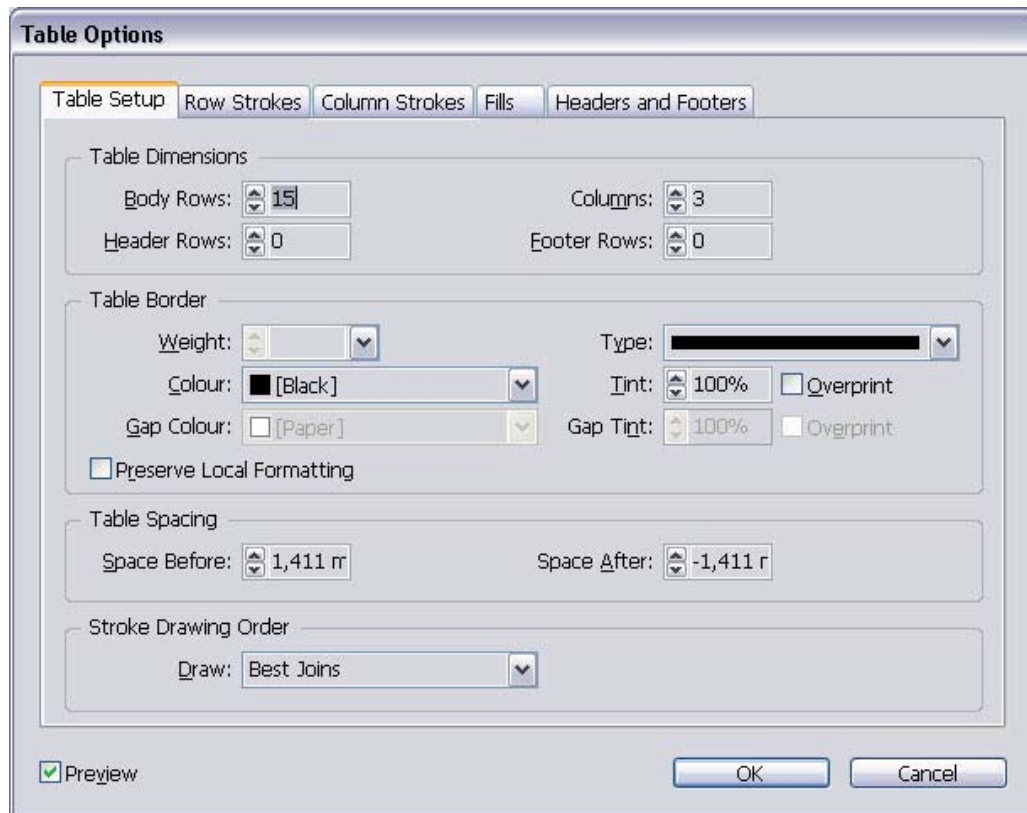 Table Options
Table Setup Row Strokes Column Strokes Fills Headers and Footers
Table Dimensions
Body Rows: 15 Columns: 3
Header Rows: 0 Footer Rows: 0
Table Border
Weight: Type:
Colour: [Black] Tint: 100% Overprint
Gap Colour: [Paper] Gap Tint: 100% Overprint
Preserve Local Formatting
Table Spacing
Space Before: 1,411 Space After: -1,411
Stroke Drawing Order
Draw: Best Joins
Preview OK Cancel